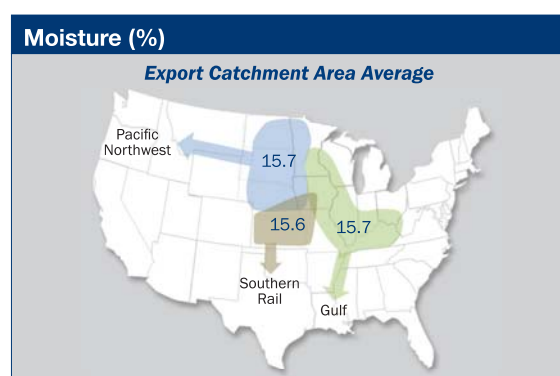 Moisture (%)
Export Catchment Area Average
Pacific
Northwest
15.7
15.6
15.7
Southern
Rail
Gulf